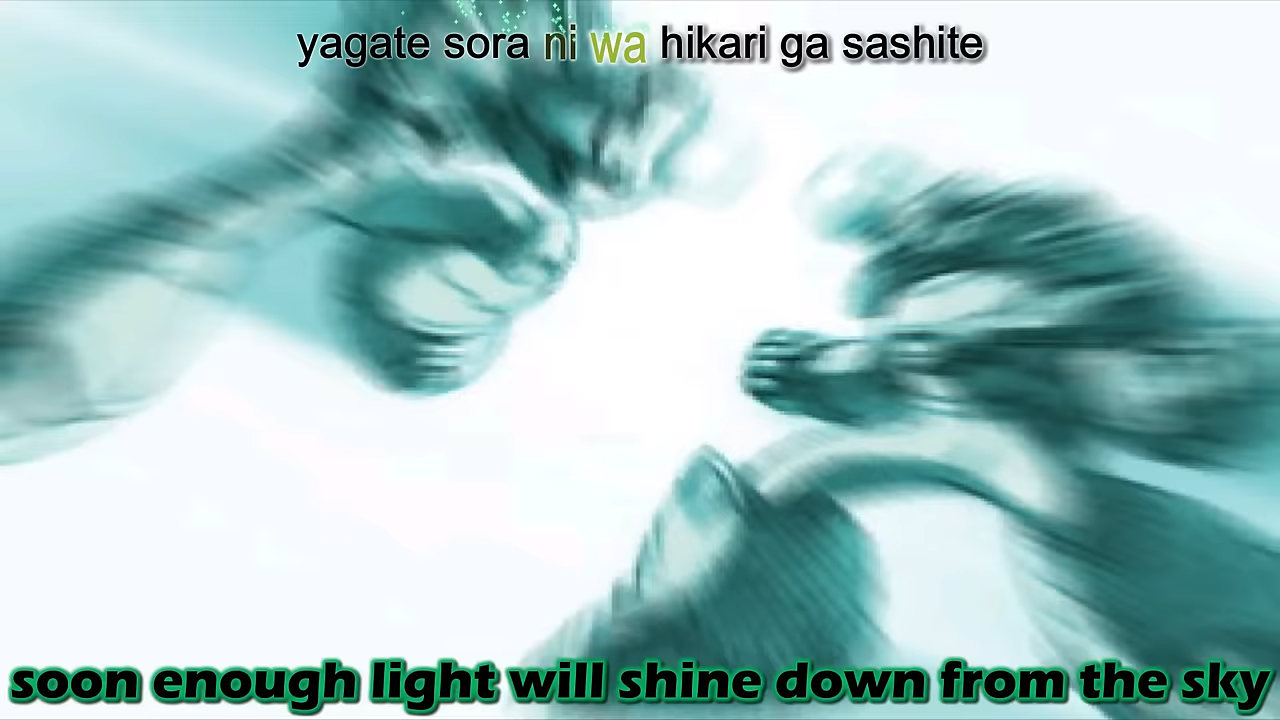 yagate sora ni wa hikari ga sashite
soon enough light will shine down from the sky